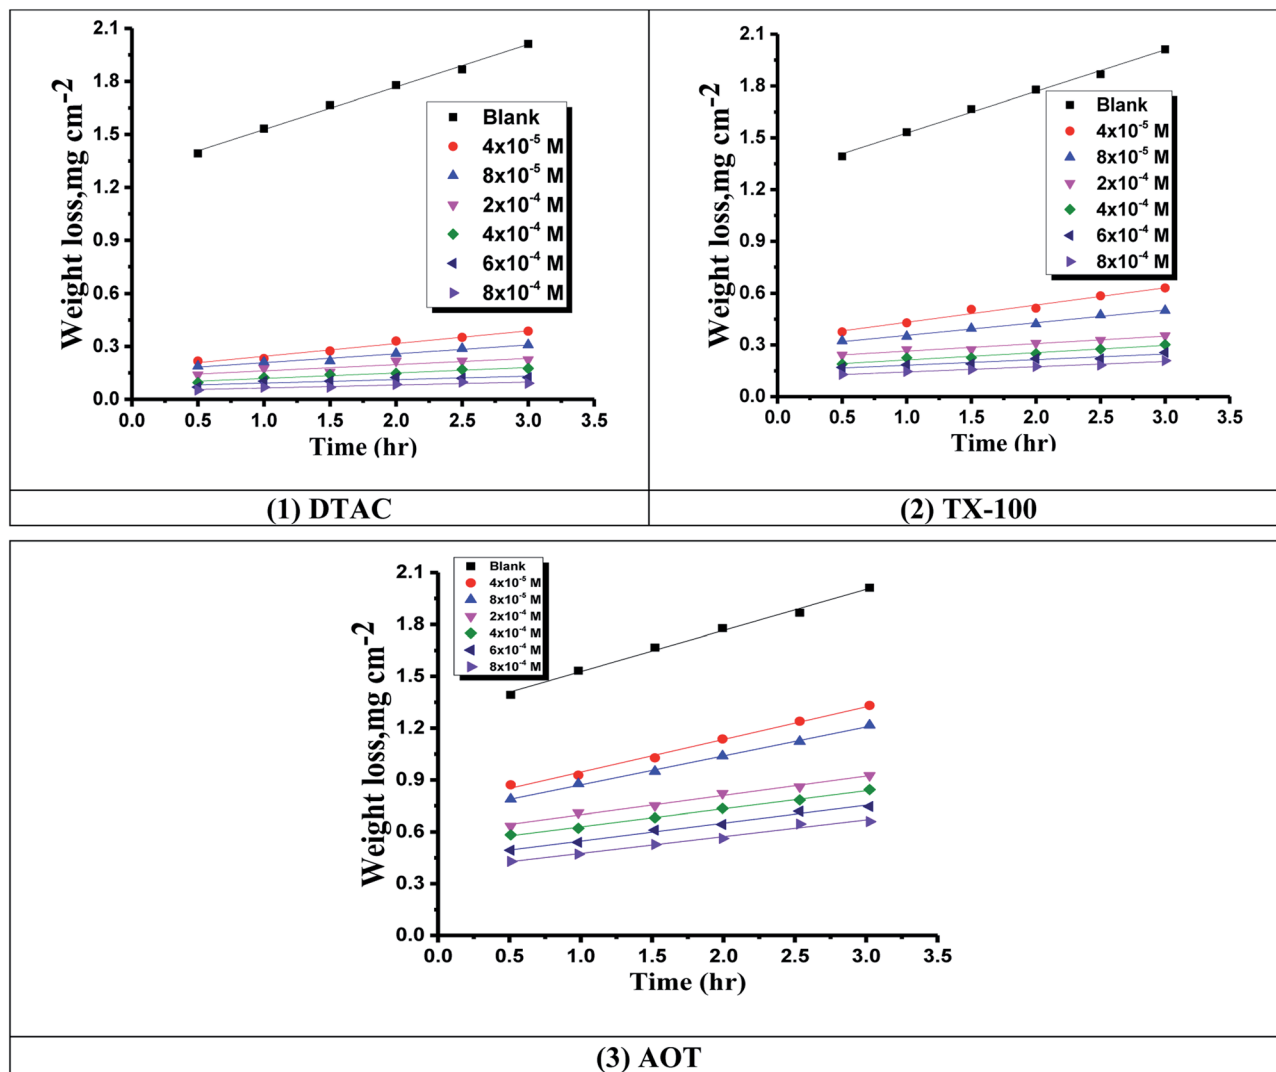 2.1
1.8
1.5
1.2
0.9
0.6
0.3
0.0
Weight loss,mg cm⁻²
Blank
4x10⁻⁵ M
8x10⁻⁵ M
2x10⁻⁴ M
4x10⁻⁴ M
6x10⁻⁴ M
8x10⁻⁴ M
0.0 0.5 1.0 1.5 2.0 2.5 3.0 3.5
Time (hr)
(1) DTAC
2.1
1.8
1.5
1.2
0.9
0.6
0.3
0.0
Weight loss,mg cm⁻²
Blank
4x10⁻⁵ M
8x10⁻⁵ M
2x10⁻⁴ M
4x10⁻⁴ M
6x10⁻⁴ M
8x10⁻⁴ M
0.0 0.5 1.0 1.5 2.0 2.5 3.0 3.5
Time (hr)
(2) TX-100
2.1
1.8
1.5
1.2
0.9
0.6
0.3
0.0
Weight loss,mg cm⁻²
Blank
4x10⁻⁵ M
8x10⁻⁵ M
2x10⁻⁴ M
4x10⁻⁴ M
6x10⁻⁴ M
8x10⁻⁴ M
0.0 0.5 1.0 1.5 2.0 2.5 3.0 3.5
Time (hr)
(3) AOT